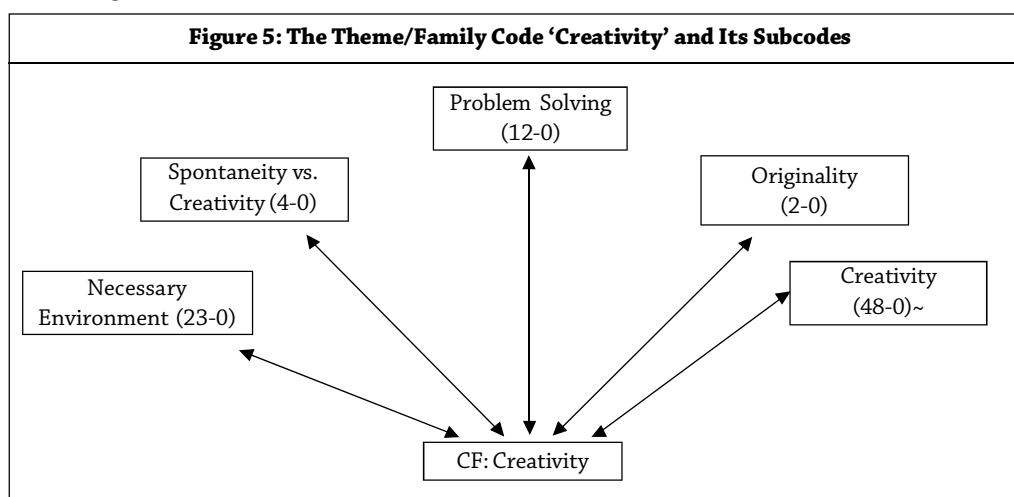 Figure 5: The Theme/Family Code ‘Creativity’ and Its Subcodes
Problem Solving
(12-0)
Spontaneity vs.
Creativity (4-0)
Originality
(2-0)
Necessary
Environment (23-0)
Creativity
(48-0)~
CF: Creativity